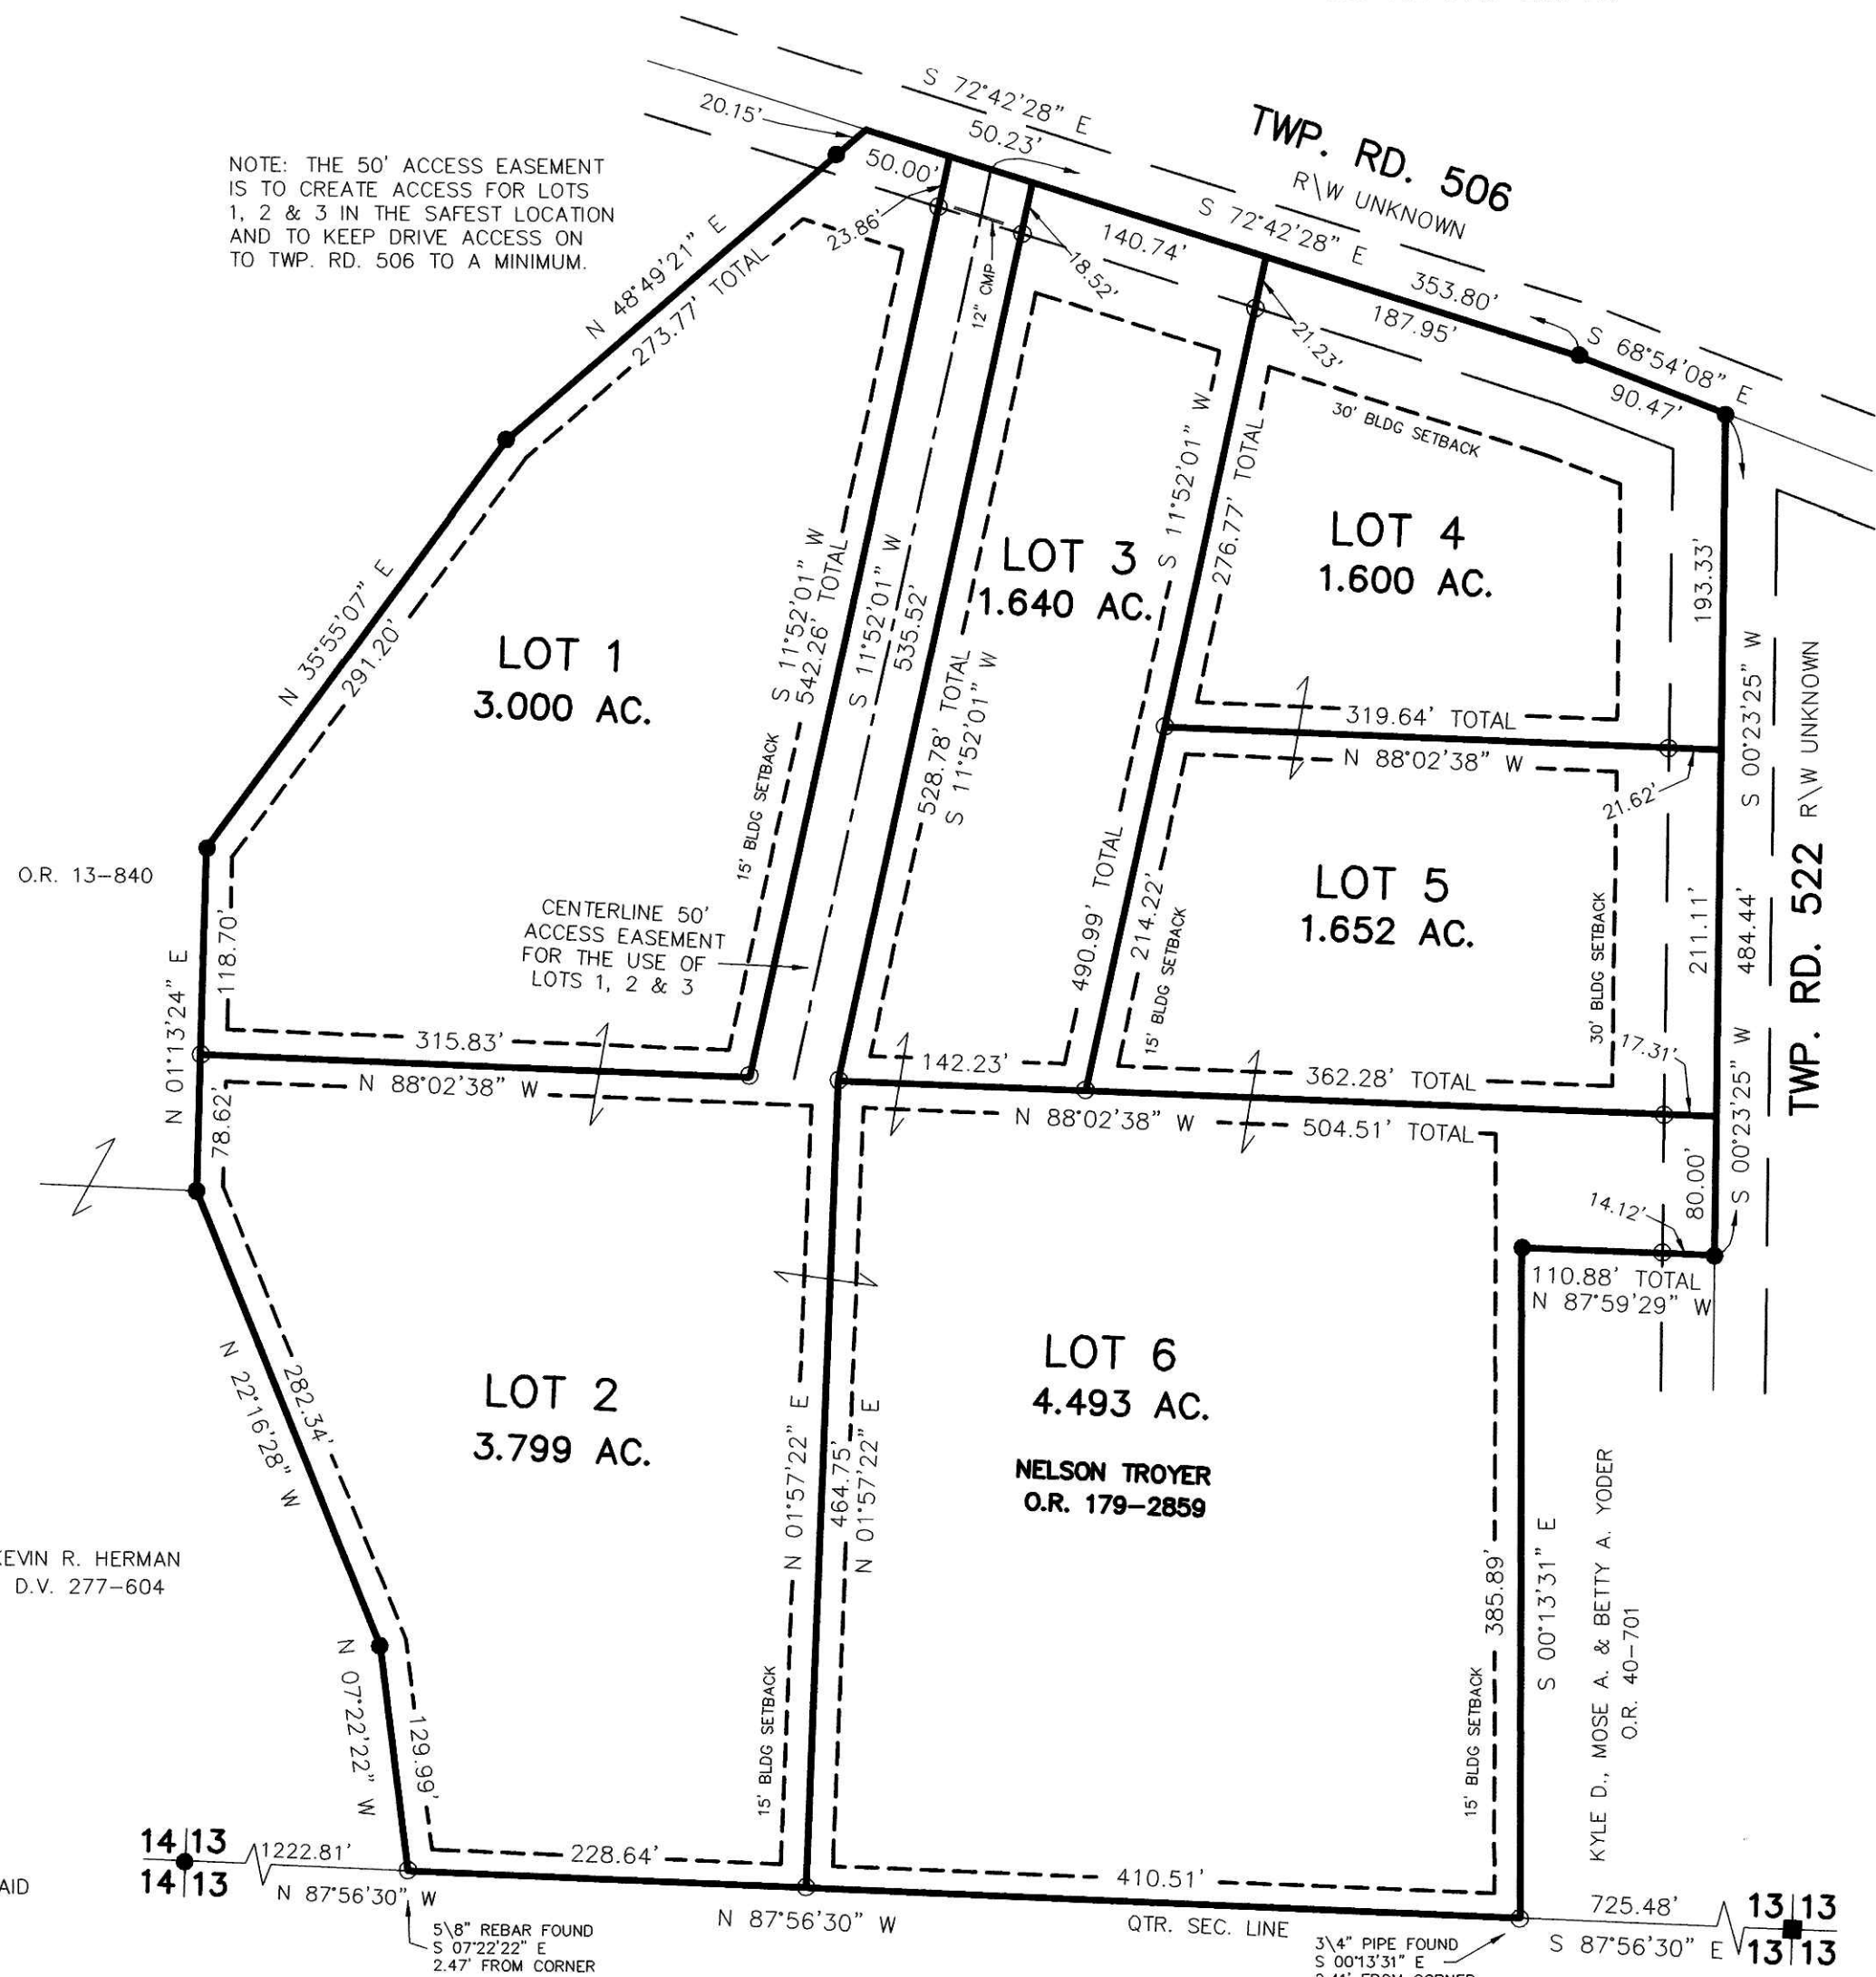 S 72°42'28" E
50.23'
20.15'
50.00'
TWP. RD. 506
R\W UNKNOWN
NOTE: THE 50' ACCESS EASEMENT
IS TO CREATE ACCESS FOR LOTS
1, 2 & 3 IN THE SAFEST LOCATION
AND TO KEEP DRIVE ACCESS ON
TO TWP. RD. 506 TO A MINIMUM.
N 48°49'21" E
273.77' TOTAL
23.86'
12" CMP
18.52'
140.74'
S 72°42'28" E
353.80'
187.95'
21.23'
S 68°54'08" E
90.47'
30' BLDG SETBACK
N 35°55'07" E
291.20'
LOT 1
3.000 AC.
S 11°52'01" W
542.26' TOTAL
S 11°52'01" W
535.52'
528.78' TOTAL
S 11°52'01" W
15' BLDG SETBACK
LOT 3
1.640 AC.
S 11°52'01" W
276.77' TOTAL
490.99' TOTAL
LOT 4
1.600 AC.
193.33'
S 00°23'25" W
319.64' TOTAL
N 88°02'38" W
21.62'
TWP. RD. 522 R\W UNKNOWN
214.22'
15' BLDG SETBACK
LOT 5
1.652 AC.
30' BLDG SETBACK
211.11'
484.44'
O.R. 13-840
CENTERLINE 50'
ACCESS EASEMENT
FOR THE USE OF
LOTS 1, 2 & 3
N 01°13'24" E
118.70'
78.62'
315.83'
N 88°02'38" W
142.23'
362.28' TOTAL
N 88°02'38" W
504.51' TOTAL
17.31'
80.00'
S 00°23'25" W
14.12'
110.88' TOTAL
N 87°59'29" W
N 22°16'28" W
282.34'
LOT 2
3.799 AC.
N 01°57'22" E
464.75'
N 01°57'22" E
LOT 6
4.493 AC.
NELSON TROYER
O.R. 179-2859
385.89'
S 00°13'31" E
KYLE D., MOSE A. & BETTY A. YODER
O.R. 40-701
KEVIN R. HERMAN
D.V. 277-604
N 07°22'22" W
129.99'
15' BLDG SETBACK
15' BLDG SETBACK
14 13
14 13
1222.81'
N 87°56'30" W
228.64'
N 87°56'30" W
410.51'
QTR. SEC. LINE
725.48'
S 87°56'30" E
13 13
13 13
AID
5\8" REBAR FOUND
S 07°22'22" E
2.47' FROM CORNER
3\4" PIPE FOUND
S 00°13'31" E